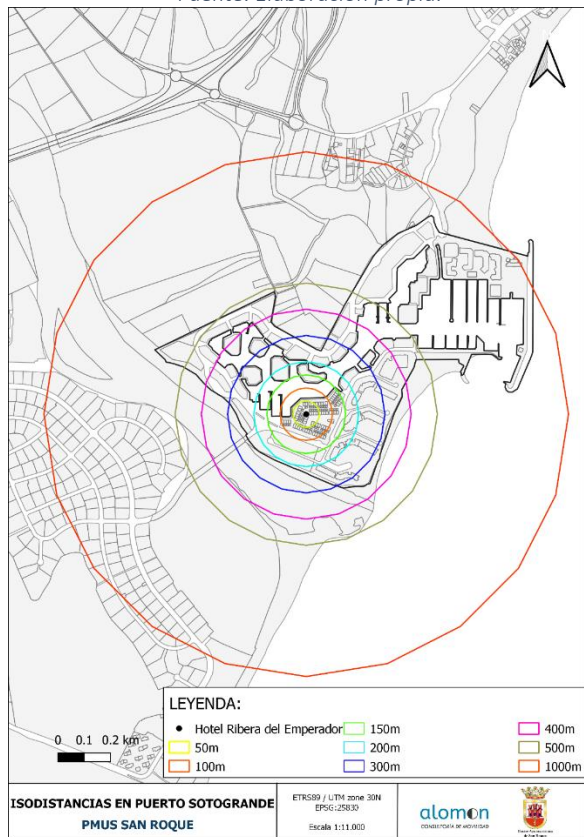 Fuente: Elaboración propia.
LEYENDA:
Hotel Ribera del Emperador
50m
100m
150m
200m
300m
400m
500m
1000m
0 0.1 0.2 km
ISODISTANCIAS EN PUERTO SOTOGRANDE
PMUS SAN ROQUE
ETRS89 / UTM zone 30N
EPSG:25830
Escala 1:11.000
alomon
CONSULTORÍA DE MOVILIDAD